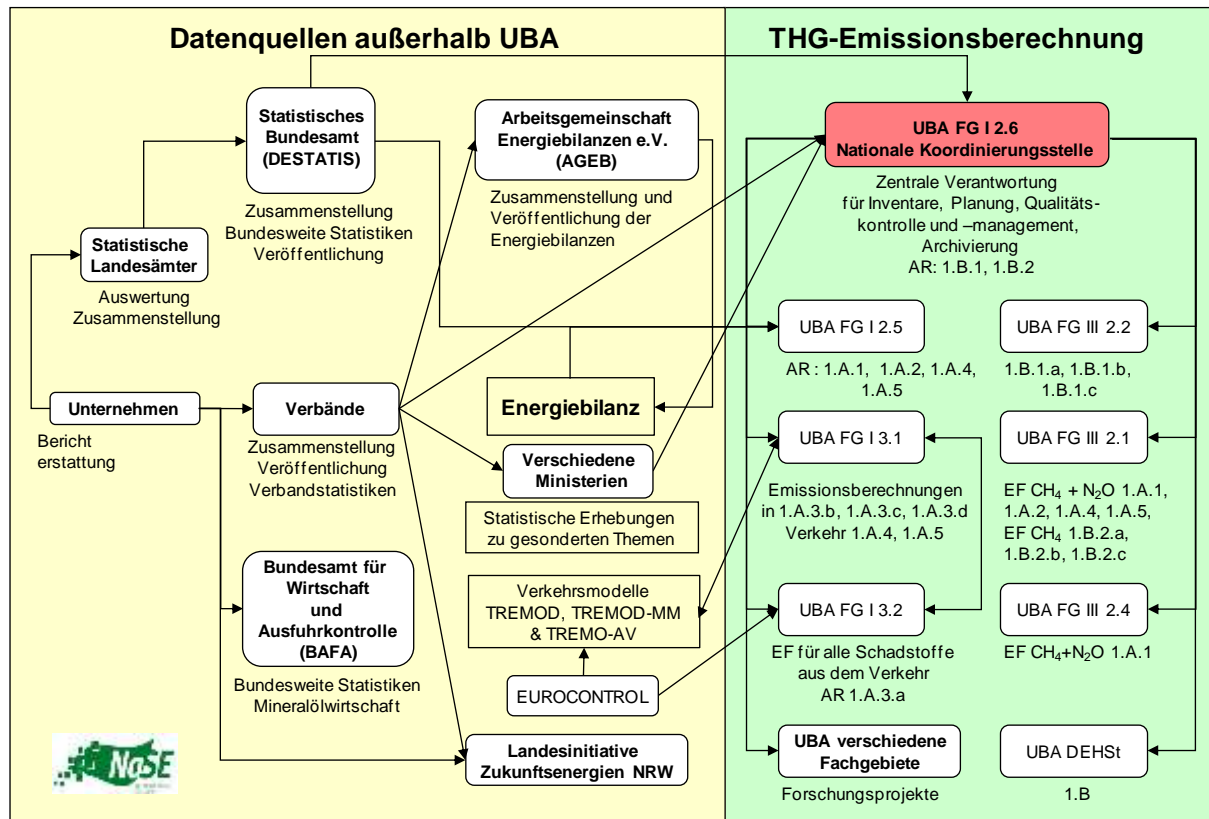 Datenquellen außerhalb UBA
THG-Emissionsberechnung
Statistisches
Bundesamt
(DESTATIS)
Zusammenstellung
Bundesweite Statistiken
Veröffentlichung
Arbeitsgemeinschaft
Energiebilanzen e.V.
(AGEB)
Zusammenstellung und
Veröffentlichung der
Energiebilanzen
UBA FG I 2.6
Nationale Koordinierungsstelle
Zentrale Verantwortung
für Inventare, Planung, Qualitäts-
kontrolle und –management,
Archivierung
AR: 1.B.1, 1.B.2
Statistische
Landesämter
Auswertung
Zusammenstellung
UBA FG I 2.5
AR : 1.A.1, 1.A.2, 1.A.4,
1.A.5
UBA FG III 2.2
1.B.1.a, 1.B.1.b,
1.B.1.c
Unternehmen
Bericht
erstattung
Verbände
Zusammenstellung
Veröffentlichung
Verbandstatistiken
Energiebilanz
Verschiedene
Ministerien
Statistische Erhebungen
zu gesonderten Themen
UBA FG I 3.1
Emissionsberechnungen
in 1.A.3.b, 1.A.3.c, 1.A.3.d
Verkehr 1.A.4, 1.A.5
UBA FG III 2.1
EF CH₄ + N₂O 1.A.1,
1.A.2, 1.A.4, 1.A.5,
EF CH₄ 1.B.2.a,
1.B.2.b, 1.B.2.c
Bundesamt für
Wirtschaft
und
Ausfuhrkontrolle
(BAFA)
Bundesweite Statistiken
Mineralölwirtschaft
Verkehrsmodelle
TREMOD, TREMOD-MM
& TREMO-AV
EUROCONTROL
UBA FG I 3.2
EF für alle Schadstoffe
aus dem Verkehr
AR 1.A.3.a
UBA FG III 2.4
EF CH₄+N₂O 1.A.1
NaSE
Landesinitiative
Zukunftsenergien NRW
UBA verschiedene
Fachgebiete
Forschungsprojekte
UBA DEHSt
1.B